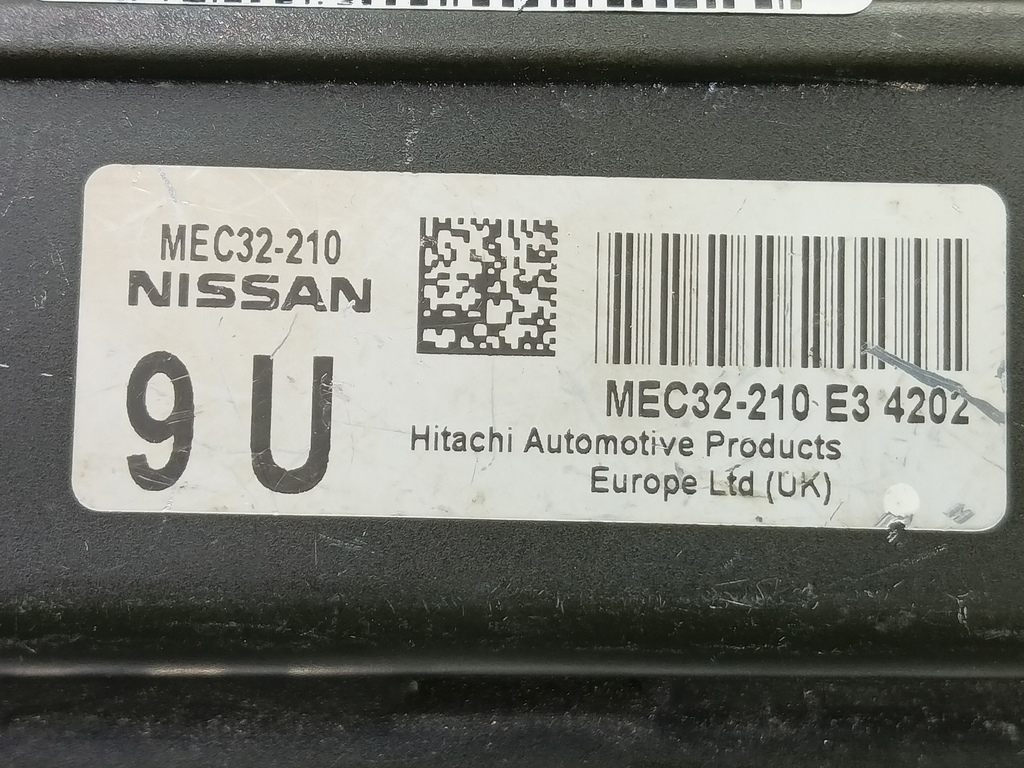 MEC32-210
NISSAN
9 U
MEC32-210 E3 4202
Hitachi Automotive Products
Europe Ltd (UK)